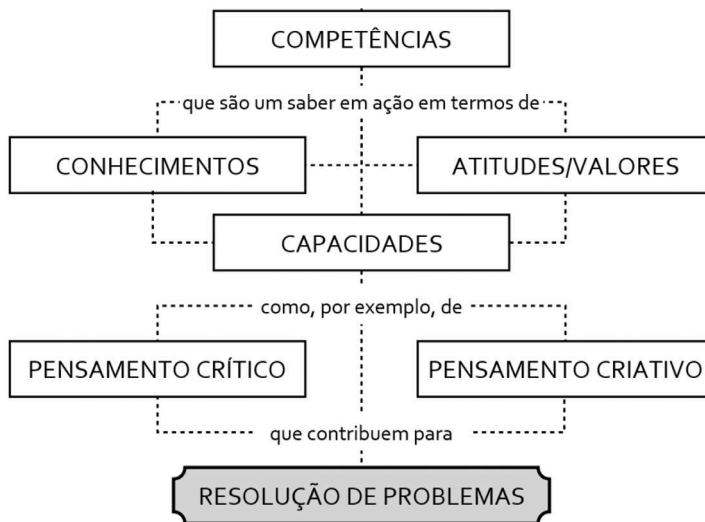 COMPETÊNCIAS
que são um saber em ação em termos de
CONHECIMENTOS
ATITUDES/VALORES
CAPACIDADES
como, por exemplo, de
PENSAMENTO CRÍTICO
PENSAMENTO CRIATIVO
que contribuem para
RESOLUÇÃO DE PROBLEMAS